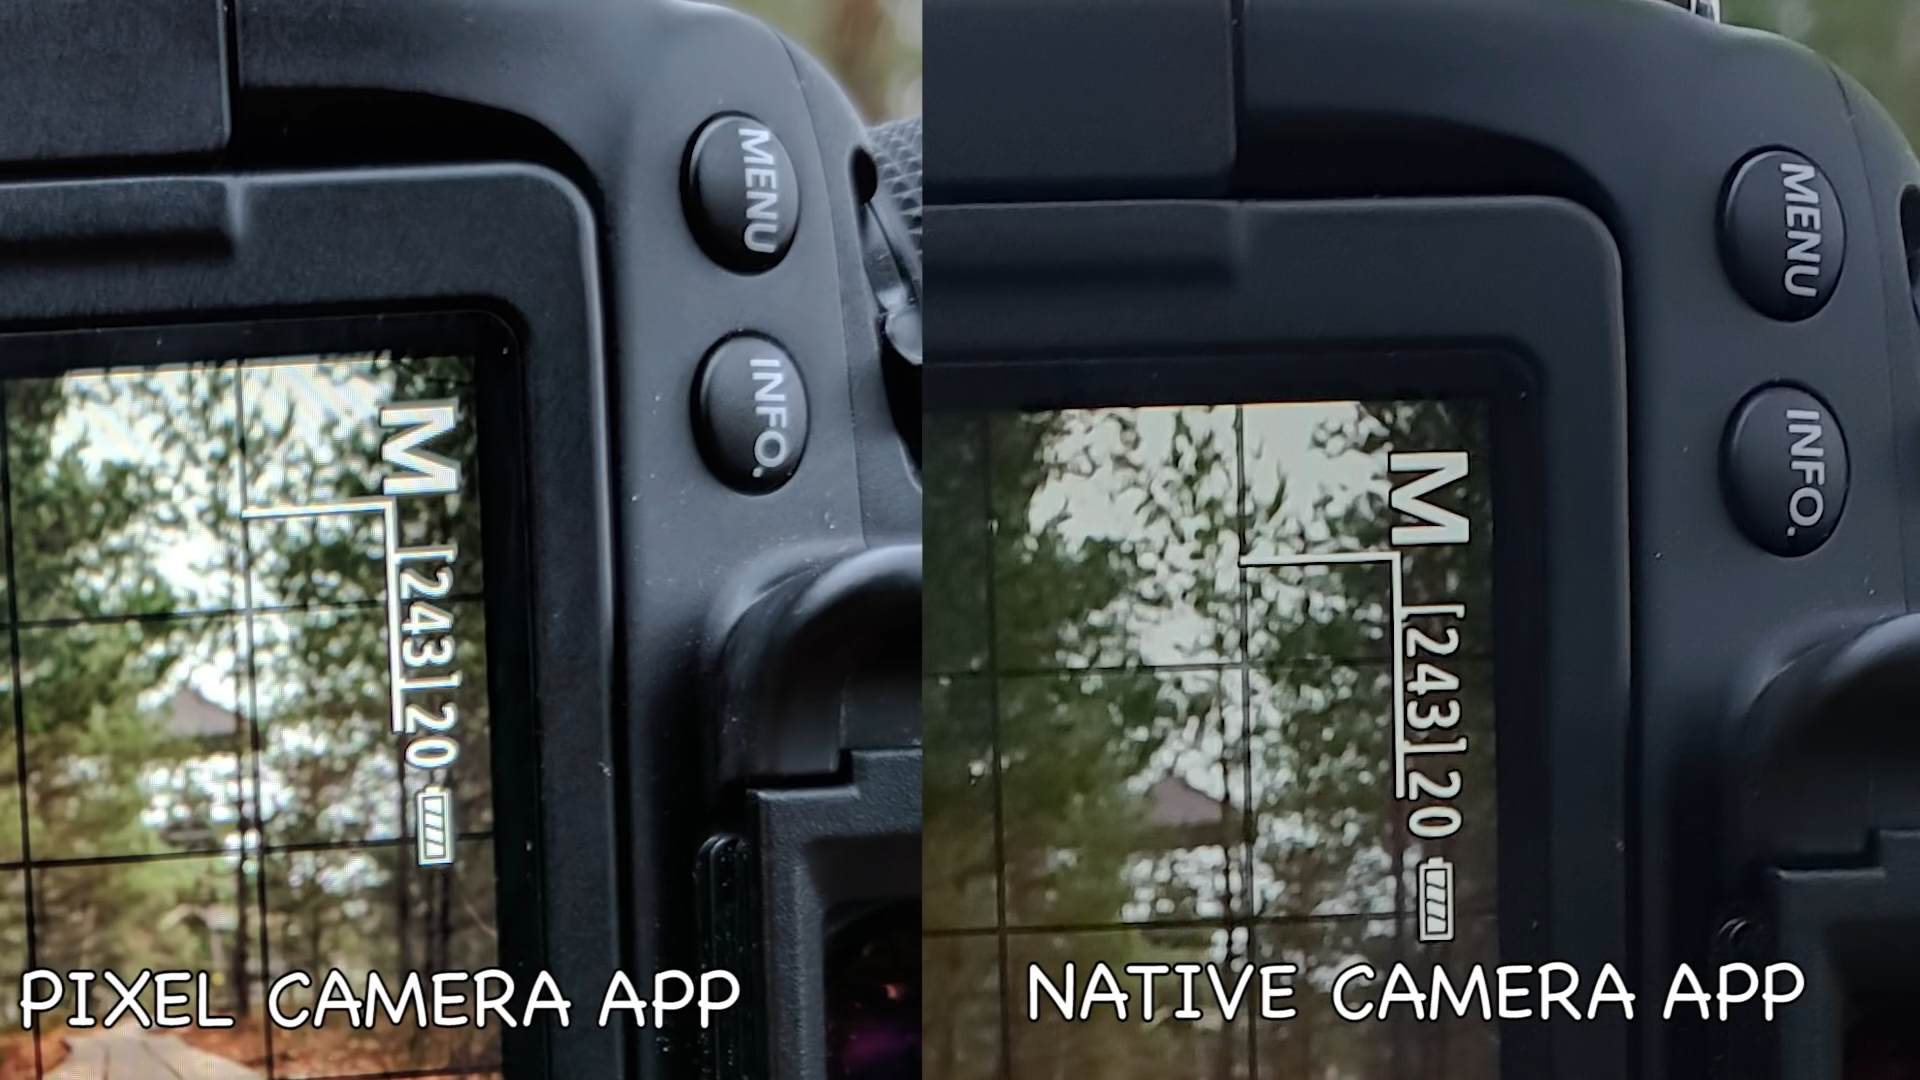 MENU
INFO.
M
[243] 20
PIXEL CAMERA APP
MENU
INFO.
M
[243] 20
NATIVE CAMERA APP